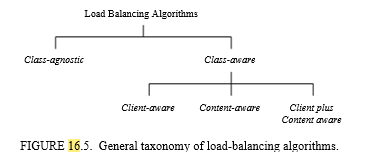 Load Balancing Algorithms
Class-agnostic Class-aware
Client-aware Content-aware Client plus
Content aware
FIGURE 16.5. General taxonomy of load-balancing algorithms.